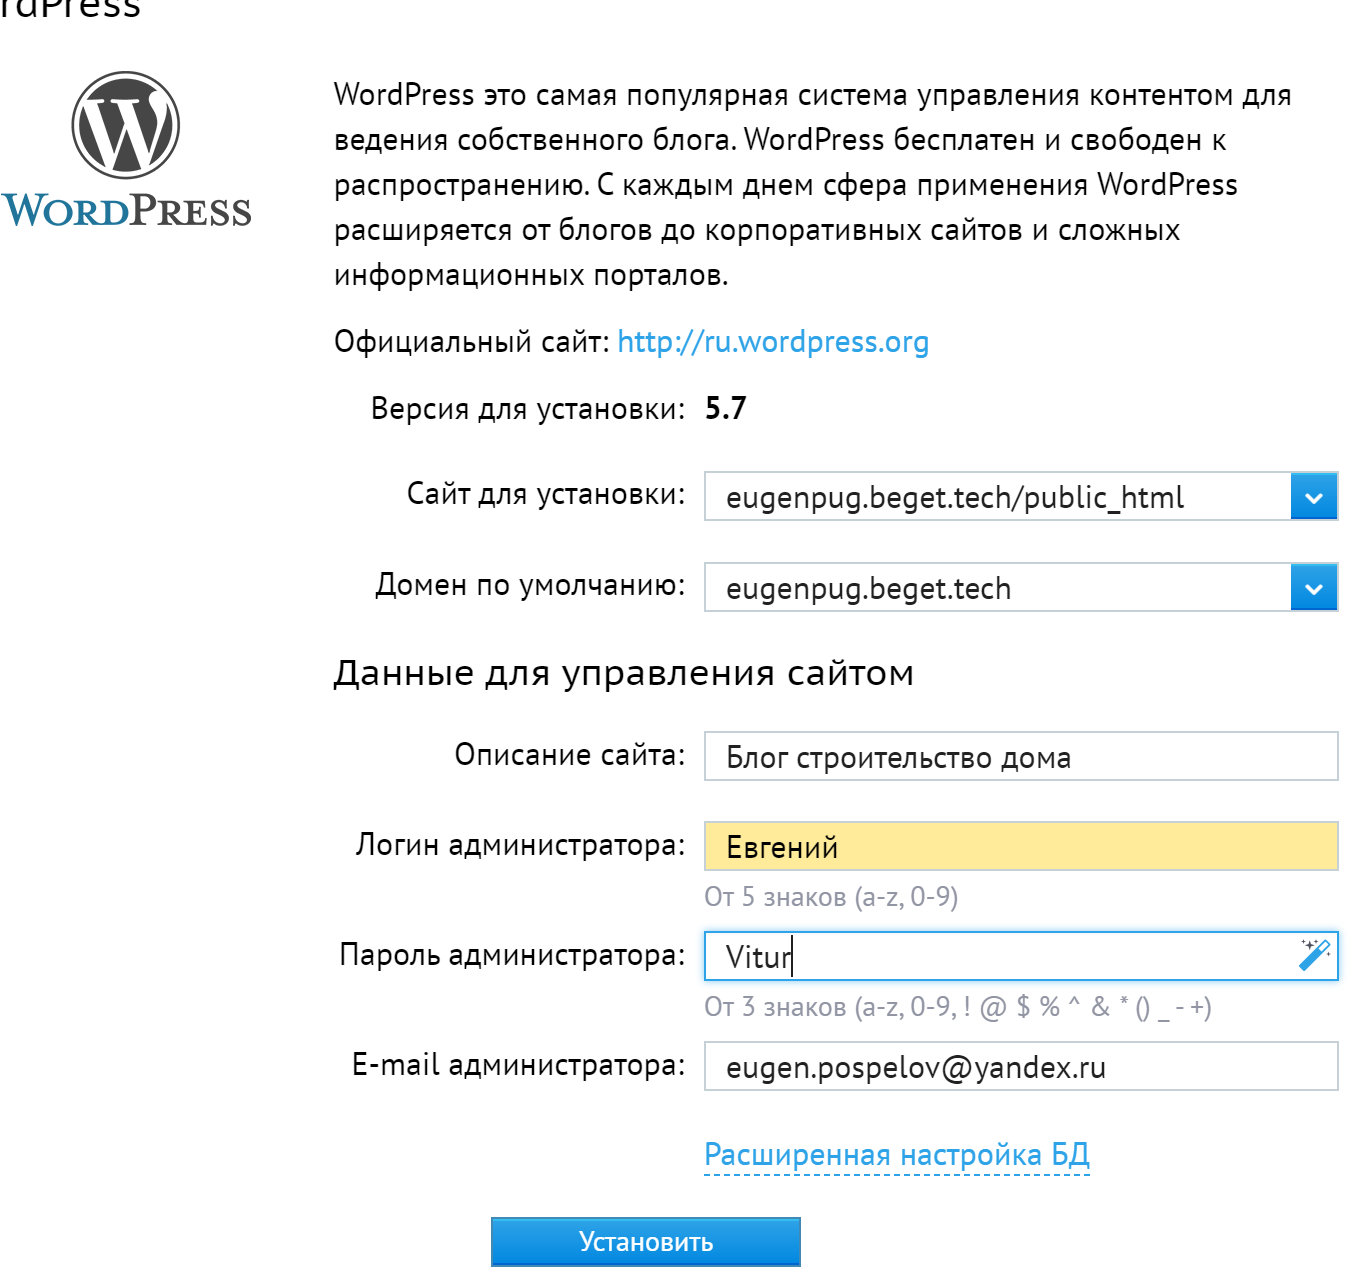 rdPress
WORDPRESS
WordPress это самая популярная система управления контентом для
ведения собственного блога. WordPress бесплатен и свободен к
распространению. С каждым днем сфера применения WordPress
расширяется от блогов до корпоративных сайтов и сложных
информационных порталов.
Официальный сайт: http://ru.wordpress.org
Версия для установки: 5.7
Сайт для установки: eugenpug.beget.tech/public_html
Домен по умолчанию: eugenpug.beget.tech
Данные для управления сайтом
Описание сайта: Блог строительство дома
Логин администратора: Евгений
От 5 знаков (a-z, 0-9)
Пароль администратора: Vitur
От 3 знаков (a-z, 0-9, ! @ $ % ^ & * () _ - +)
E-mail администратора: eugen.pospelov@yandex.ru
Расширенная настройка БД
Установить